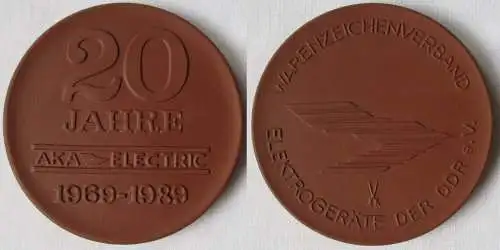 20
JAHRE
AKA ELECTRIC
1969-1989
WARENZEICHENVERBAND
ELEKTROGERÄTE DER DDR e.V.